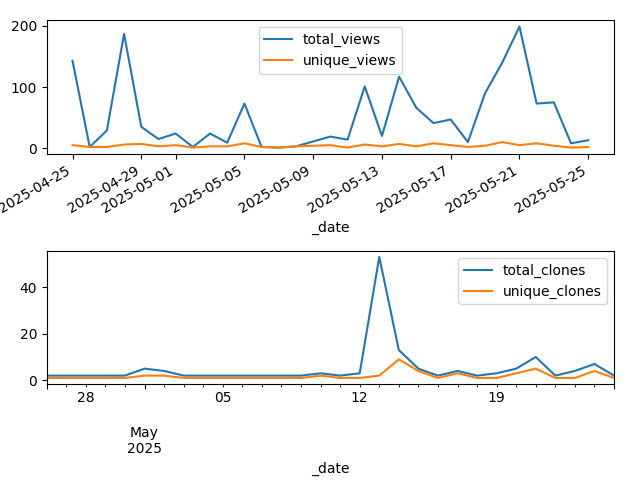 200
100
0
total_views
unique_views
2025-04-25
2025-04-29
2025-05-01
2025-05-05
2025-05-09
2025-05-13
2025-05-17
2025-05-21
2025-05-25
_date
40
20
0
total_clones
unique_clones
28
05
12
19
May
2025
_date